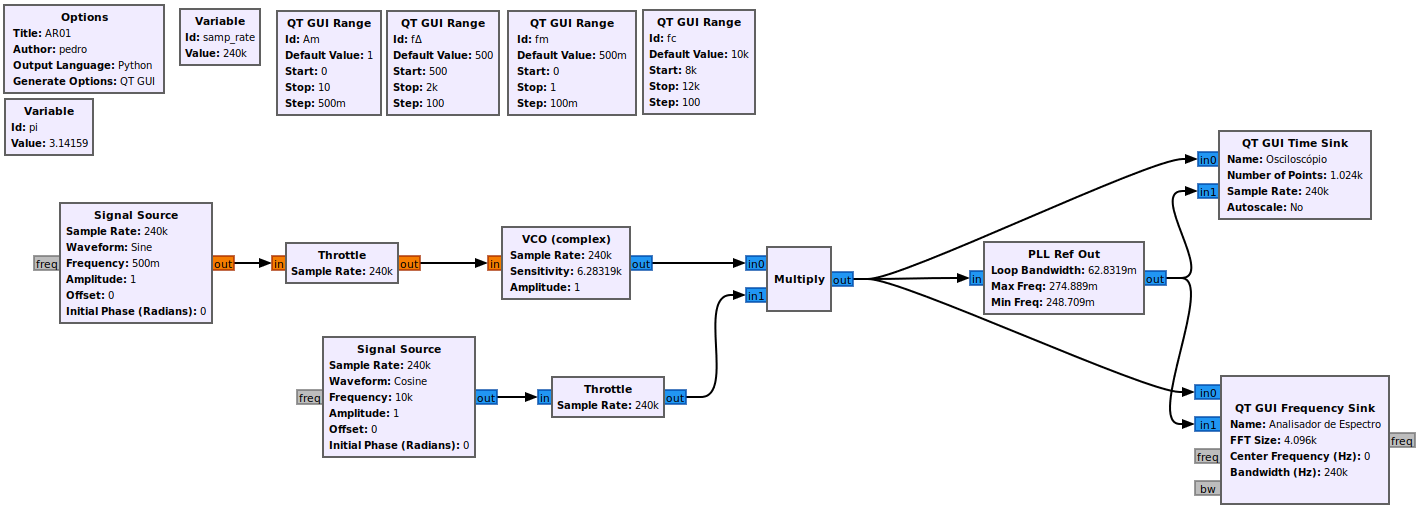 Options
Title: AR01
Author: pedro
Output Language: Python
Generate Options: QT GUI
Variable
Id: samp_rate
Value: 240k
QT GUI Range
Id: Am
Default Value: 1
Start: 0
Stop: 10
Step: 500m
QT GUI Range
Id: fΔ
Default Value: 500
Start: 500
Stop: 2k
Step: 100
QT GUI Range
Id: fm
Default Value: 500m
Start: 0
Stop: 1
Step: 100m
QT GUI Range
Id: fc
Default Value: 10k
Start: 8k
Stop: 12k
Step: 100
Variable
Id: pi
Value: 3.14159
Signal Source
Sample Rate: 240k
Waveform: Sine
Frequency: 500m
Amplitude: 1
Offset: 0
Initial Phase (Radians): 0
freq
out
Throttle
Sample Rate: 240k
in
out
VCO (complex)
Sample Rate: 240k
Sensitivity: 6.28319k
Amplitude: 1
in
out
Signal Source
Sample Rate: 240k
Waveform: Cosine
Frequency: 10k
Amplitude: 1
Offset: 0
Initial Phase (Radians): 0
freq
out
Throttle
Sample Rate: 240k
in
out
Multiply
in0
in1
out
PLL Ref Out
Loop Bandwidth: 62.8319m
Max Freq: 274.889m
Min Freq: 248.709m
in
out
QT GUI Time Sink
Name: Osciloscópio
Number of Points: 1.024k
Sample Rate: 240k
Autoscale: No
in0
in1
QT GUI Frequency Sink
Name: Analisador de Espectro
FFT Size: 4.096k
Center Frequency (Hz): 0
Bandwidth (Hz): 240k
in0
in1
freq
bw
freq